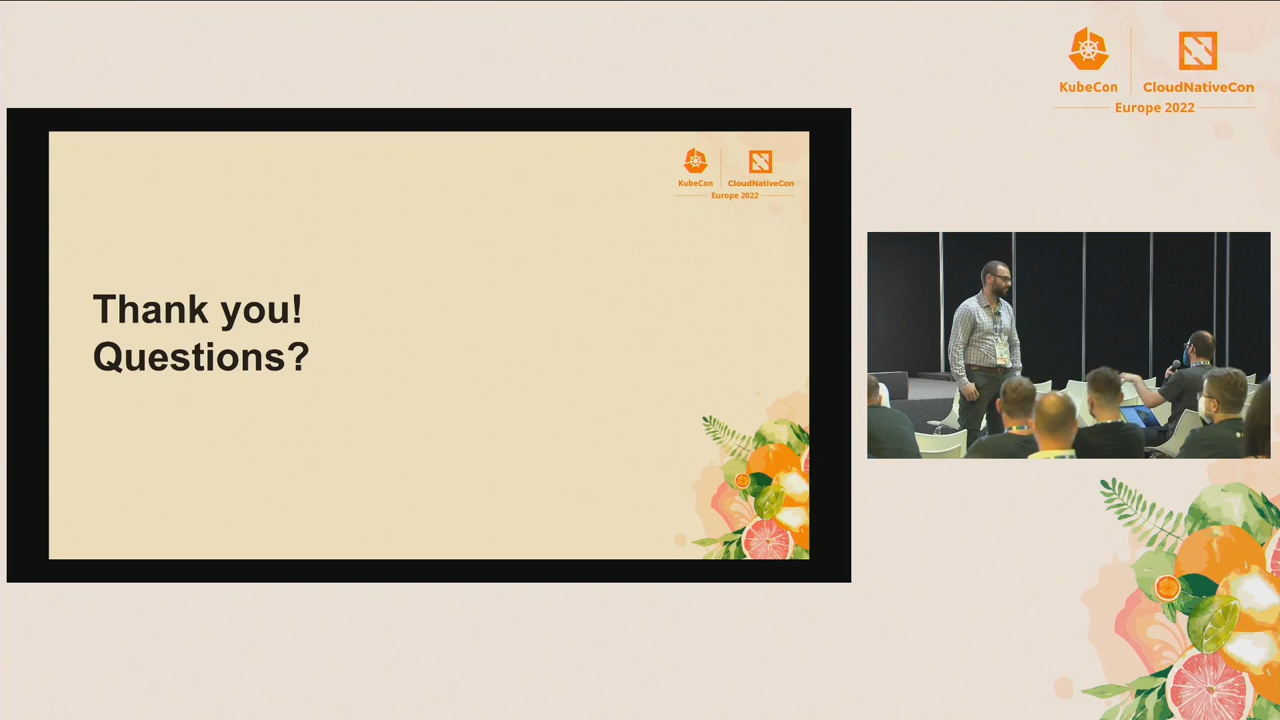 KubeCon
CloudNativeCon
Europe 2022
KubeCon
CloudNativeCon
Europe 2022
Thank you!
Questions?